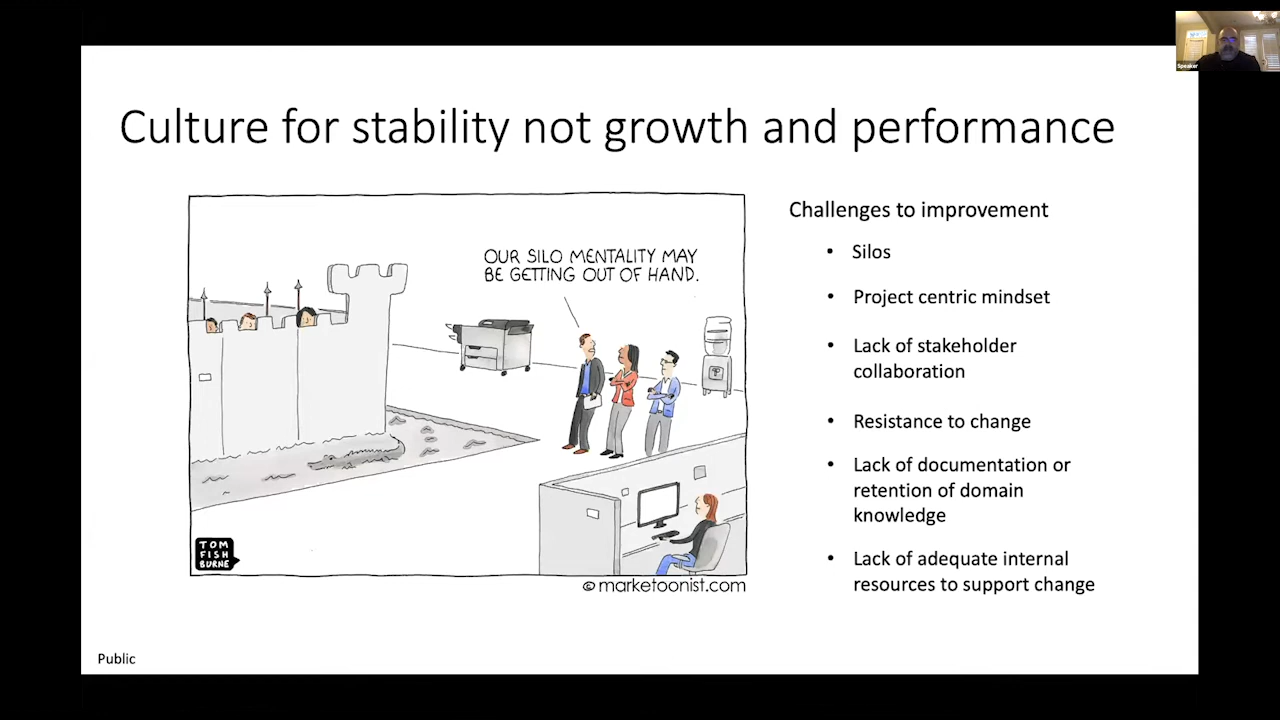 Speaker
Culture for stability not growth and performance
OUR SILO MENTALITY MAY
BE GETTING OUT OF HAND.
TOM
FISH
BURNE
© marketoonist.com
Challenges to improvement
• Silos
• Project centric mindset
• Lack of stakeholder
collaboration
• Resistance to change
• Lack of documentation or
retention of domain
knowledge
• Lack of adequate internal
resources to support change
Public